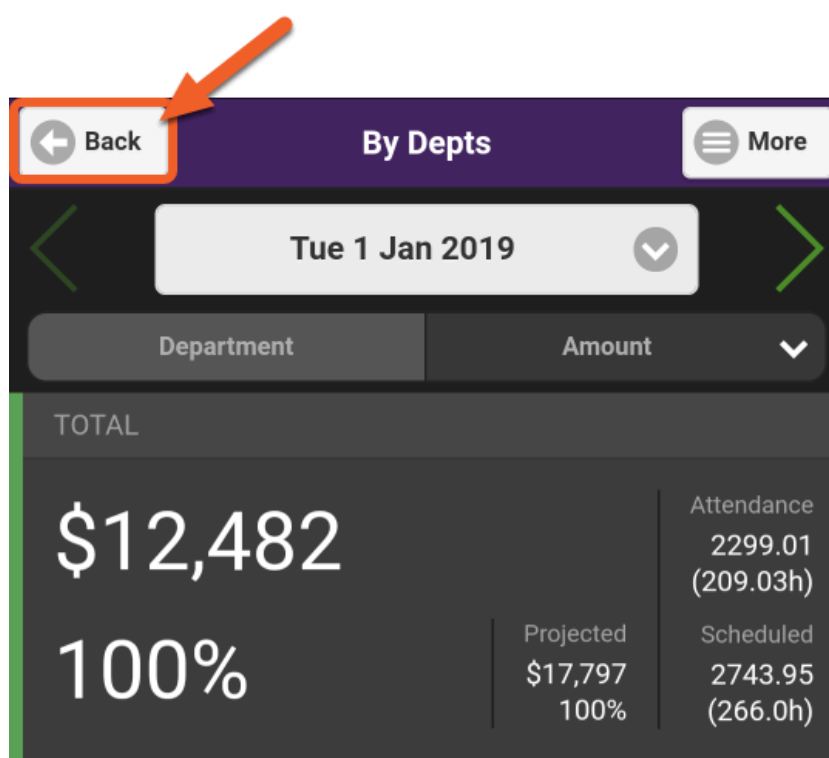 Back
By Depts
More
Tue 1 Jan 2019
Department
Amount
TOTAL
$12,482
Attendance
2299.01
(209.03h)
100%
Projected
$17,797
100%
Scheduled
2743.95
(266.0h)